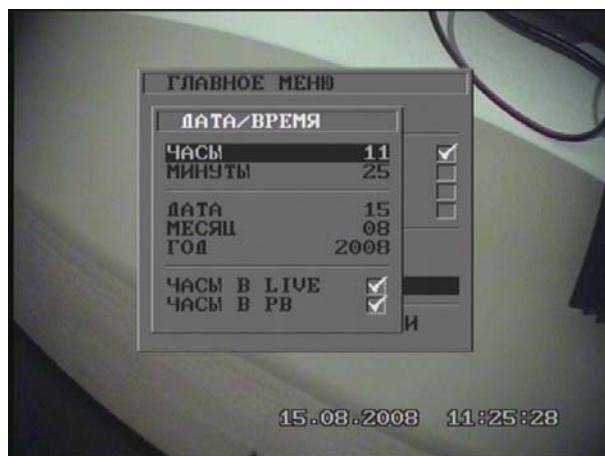 ГЛАВНОЕ МЕНЮ
ДАТА/ВРЕМЯ
ЧАСЫ 11
МИНУТЫ 25
ДАТА 15
МЕСЯЦ 08
ГОД 2008
ЧАСЫ В LIVE
ЧАСЫ В PB
И
15.08.2008 11:25:28